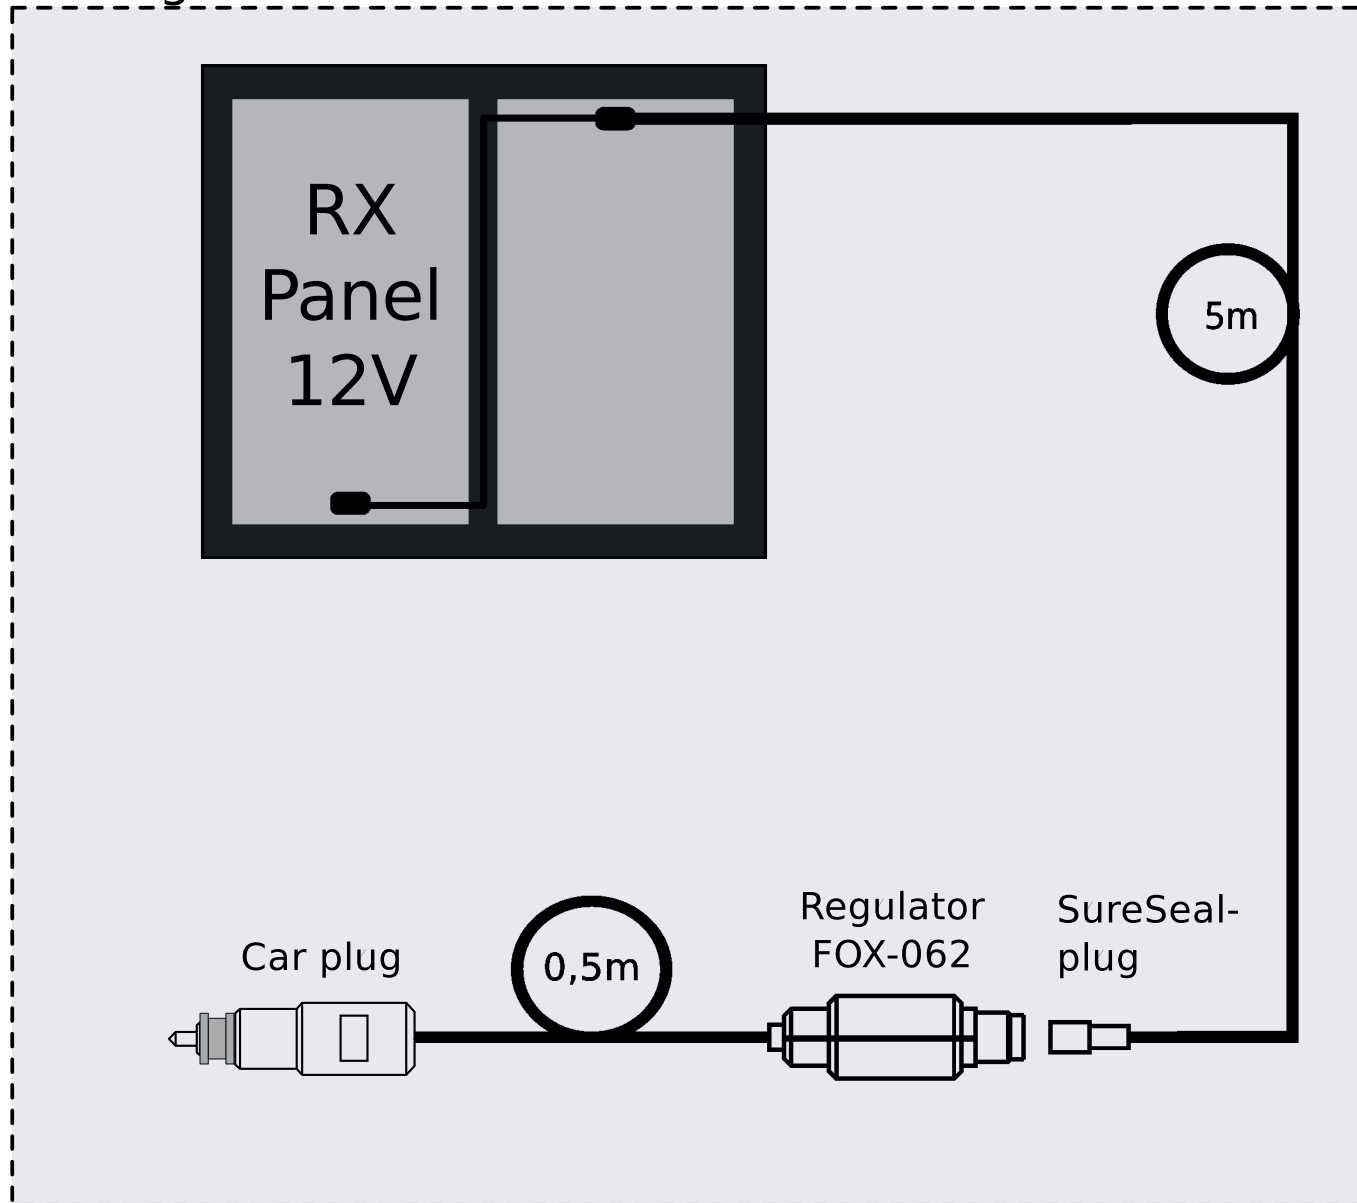 RX
Panel
12V
5m
Regulator
FOX-062
SureSeal-
plug
Car plug
0,5m